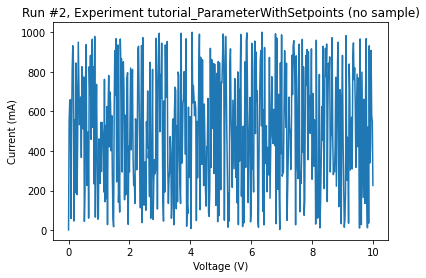 Run #2, Experiment tutorial_ParameterWithSetpoints (no sample)
1000
800
600
400
200
0
Current (mA)
0 2 4 6 8 10
Voltage (V)